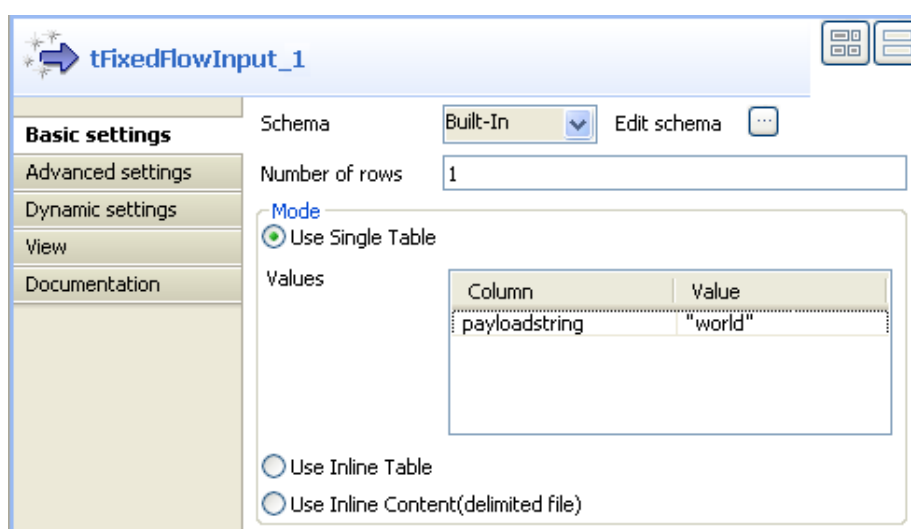 tFixedFlowInput_1
Basic settings
Advanced settings
Dynamic settings
View
Documentation
Schema Built-In Edit schema ...
Number of rows 1
Mode
Use Single Table
Values
Column Value
payloadstring "world"
Use Inline Table
Use Inline Content(delimited file)